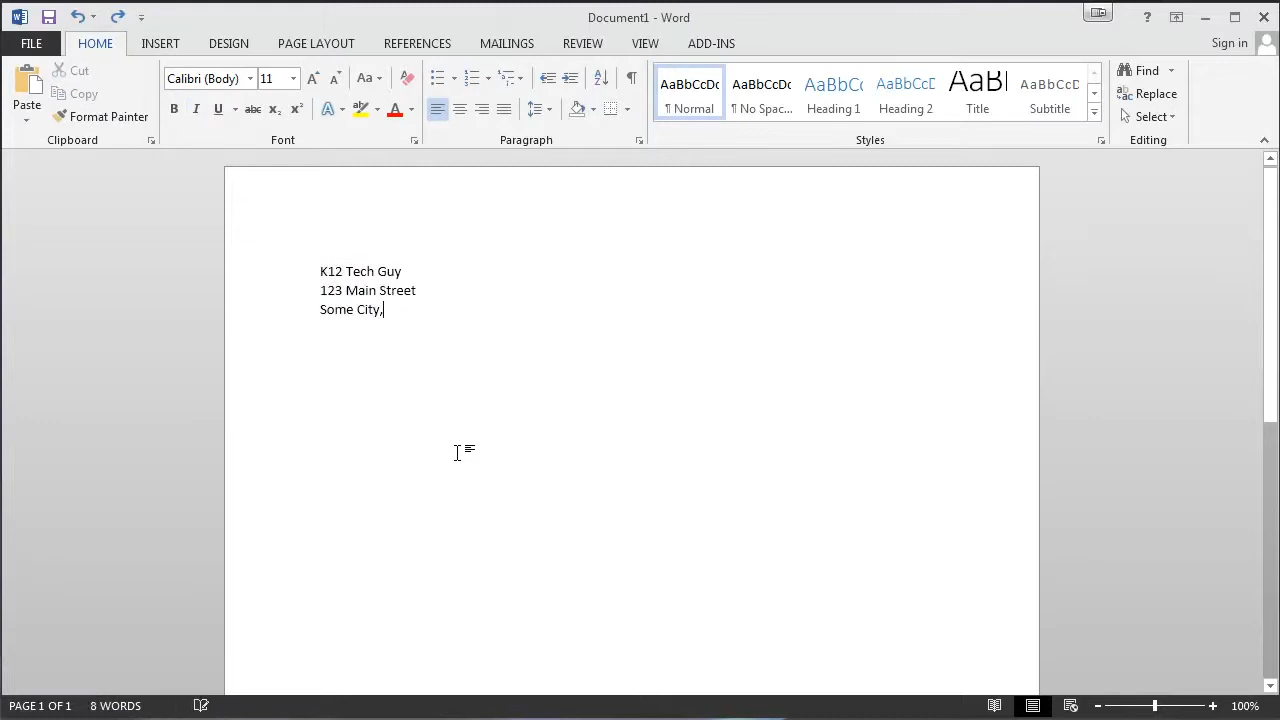 Document1 - Word
FILE HOME INSERT DESIGN PAGE LAYOUT REFERENCES MAILINGS REVIEW VIEW ADD-INS Sign in
Paste
Cut
Copy
Format Painter
Clipboard
Calibri (Body) 11
Font
Paragraph
AaBbCcDc AaBbCcDc AaBbCc AaBbCcD AaB AaBbCcD
¶ Normal ¶ No Spac... Heading 1 Heading 2 Title Subtitle
Styles
Find
Replace
Select
Editing
K12 Tech Guy
123 Main Street
Some City,
PAGE 1 OF 1 8 WORDS 100%